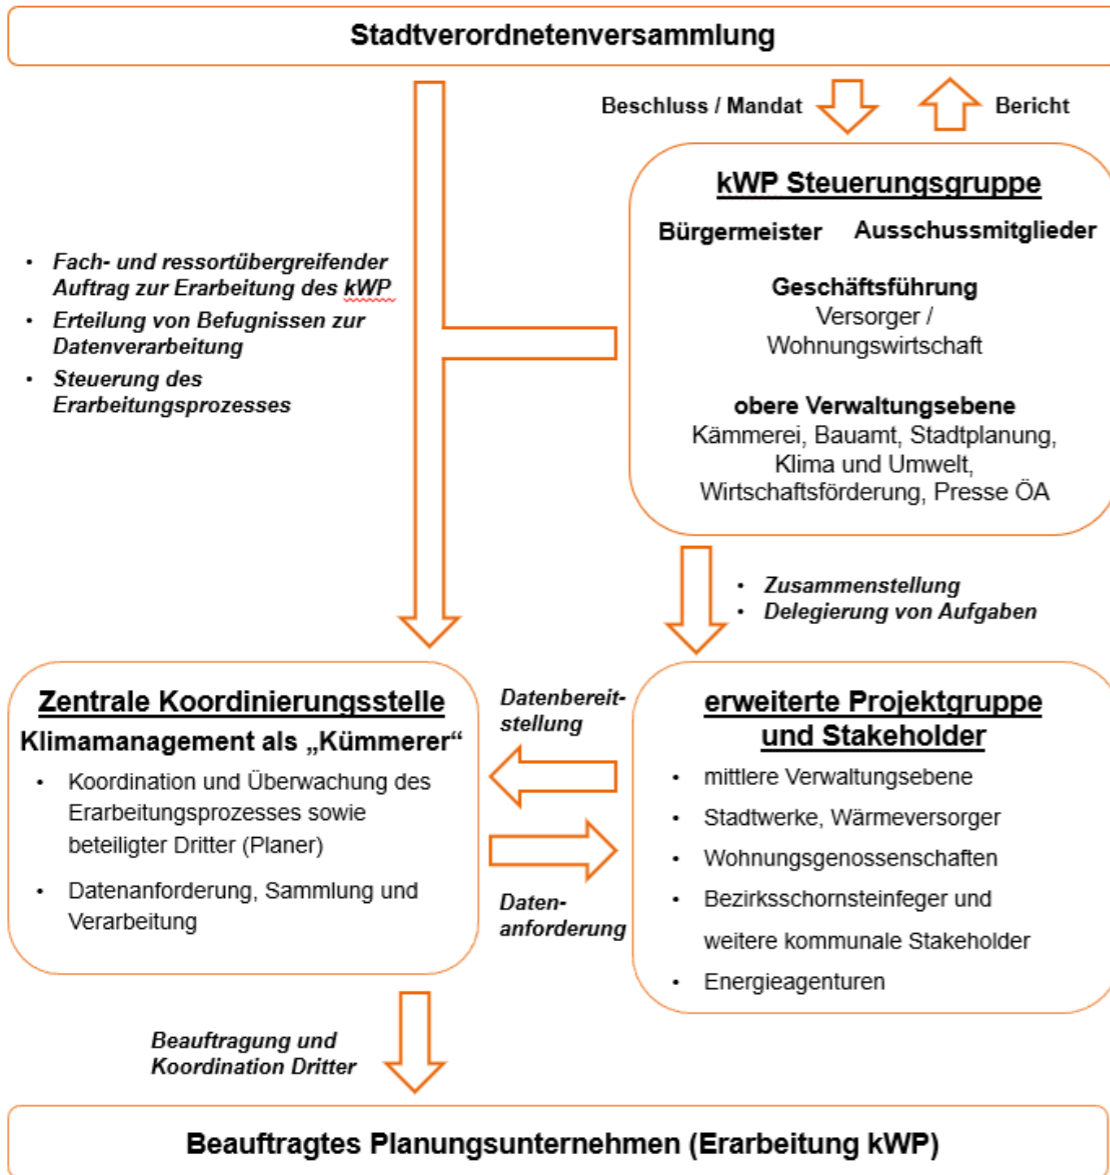 Stadtverordnetenversammlung
Beschluss / Mandat
Bericht
kWP Steuerungsgruppe
Bürgermeister
Ausschussmitglieder
Geschäftsführung
Versorger /
Wohnungswirtschaft
obere Verwaltungsebene
Kämmerei, Bauamt, Stadtplanung,
Klima und Umwelt,
Wirtschaftsförderung, Presse ÖA
• Fach- und ressortübergreifender
Auftrag zur Erarbeitung des kWP
• Erteilung von Befugnissen zur
Datenverarbeitung
• Steuerung des
Erarbeitungsprozesses
• Zusammenstellung
• Delegierung von Aufgaben
Zentrale Koordinierungsstelle
Klimamanagement als „Kümmerer“
• Koordination und Überwachung des
Erarbeitungsprozesses sowie
beteiligter Dritter (Planer)
• Datenanforderung, Sammlung und
Verarbeitung
Datenbereit-
stellung
Daten-
anforderung
erweiterte Projektgruppe
und Stakeholder
• mittlere Verwaltungsebene
• Stadtwerke, Wärmeversorger
• Wohnungsgenossenschaften
• Bezirksschornsteinfeger und
weitere kommunale Stakeholder
• Energieagenturen
Beauftragung und
Koordination Dritter
Beauftragtes Planungsunternehmen (Erarbeitung kWP)